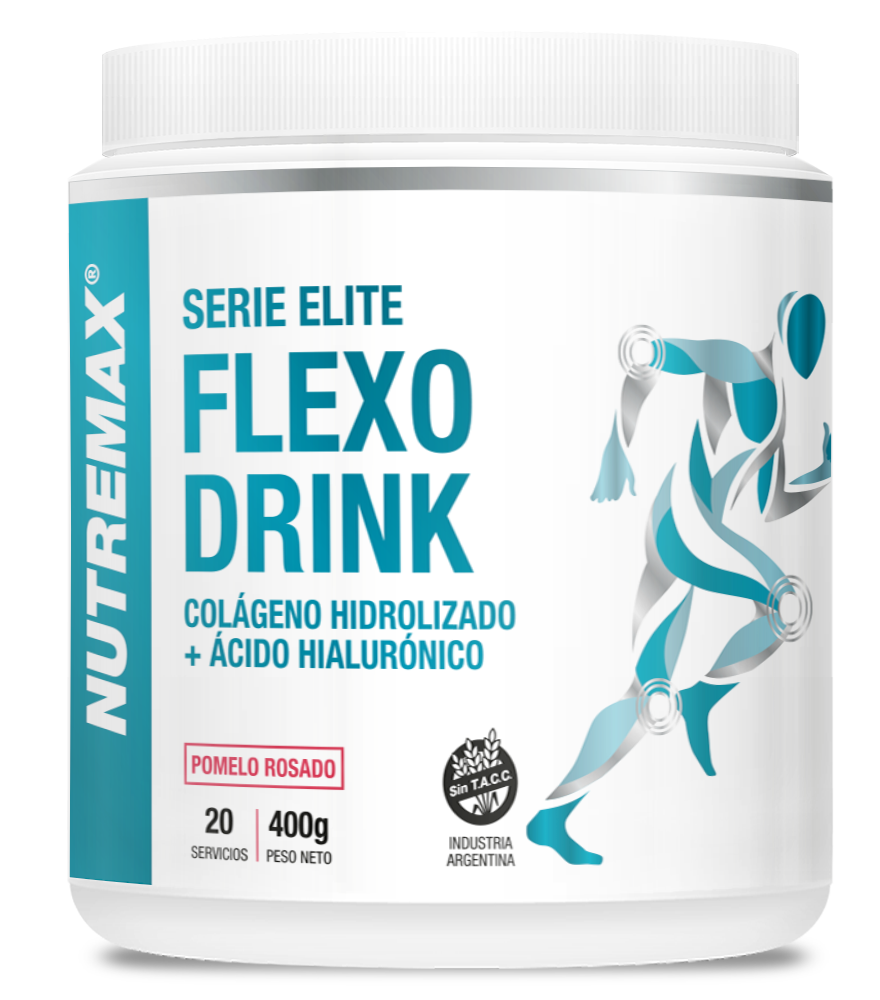 NUTREMAX®
SERIE ELITE
FLEXO
DRINK
COLÁGENO HIDROLIZADO
+ ÁCIDO HIALURÓNICO
POMELO ROSADO
20
SERVICIOS
400g
PESO NETO
Sin T.A.C.C.
INDUSTRIA
ARGENTINA